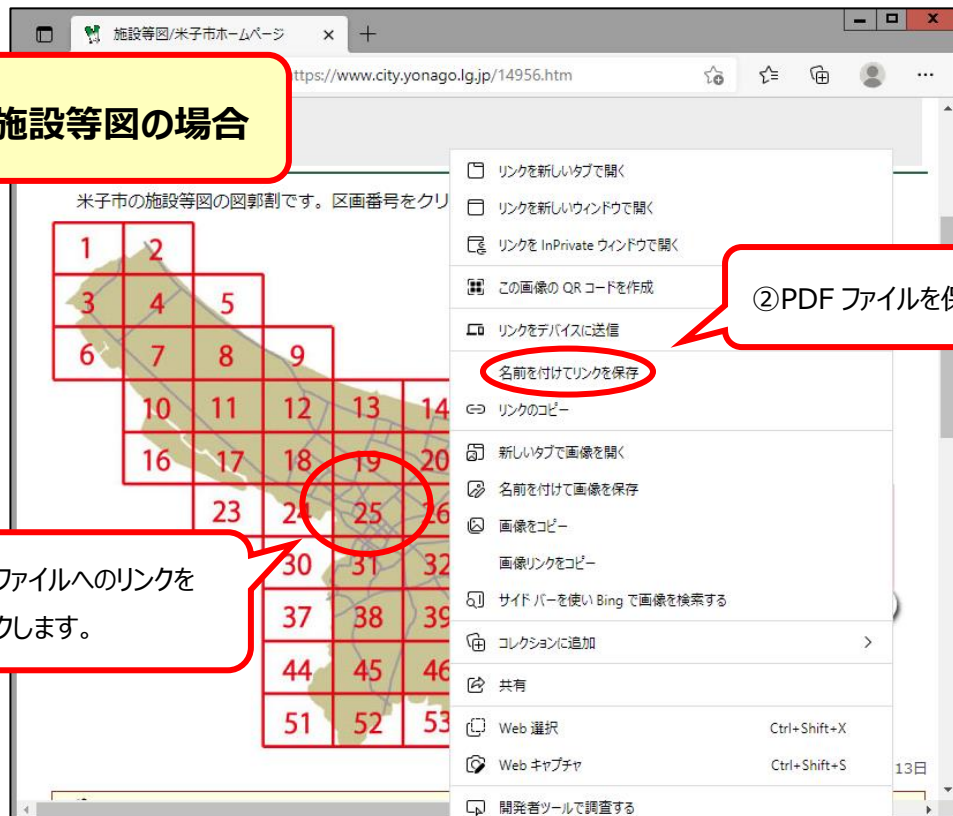 施設等図/米子市ホームページ
ttps://www.city.yonago.lg.jp/14956.htm
施設等図の場合
米子市の施設等図の図郭割です。区画番号をクリ
1 2
3 4 5
6 7 8 9
10 11 12 13 14
16 17 18 19 20
23 24 25 26
30 31 32
37 38 39
44 45 46
51 52 53
ファイルへのリンクを
クします。
リンクを新しいタブで開く
リンクを新しいウィンドウで開く
リンクを InPrivate ウィンドウで開く
この画像の QR コードを作成
リンクをデバイスに送信
名前を付けてリンクを保存
リンクのコピー
新しいタブで画像を開く
名前を付けて画像を保存
画像をコピー
画像リンクをコピー
サイド バーを使い Bing で画像を検索する
コレクションに追加
共有
Web 選択 Ctrl+Shift+X
Web キャプチャ Ctrl+Shift+S
開発者ツールで調査する
②PDF ファイルを保
13日